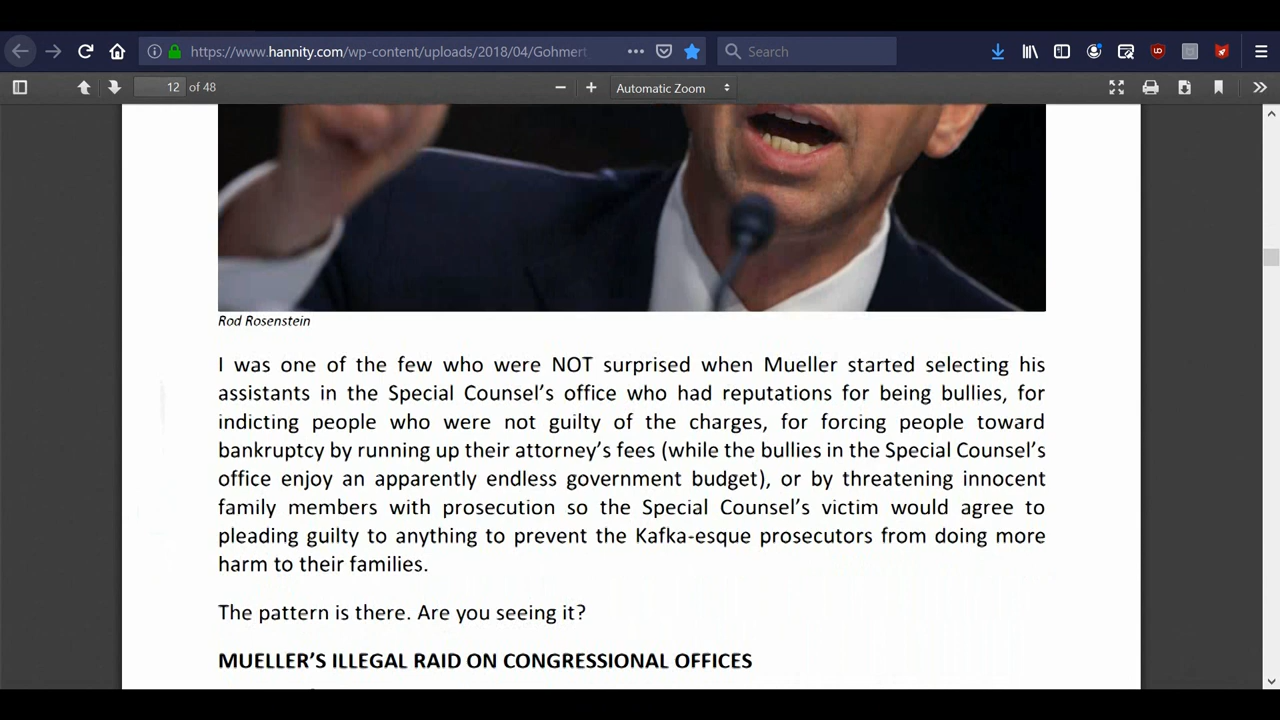 https://www.hannity.com/wp-content/uploads/2018/04/Gohmert
Search
12 of 48
Automatic Zoom
Rod Rosenstein
I was one of the few who were NOT surprised when Mueller started selecting his
assistants in the Special Counsel’s office who had reputations for being bullies, for
indicting people who were not guilty of the charges, for forcing people toward
bankruptcy by running up their attorney’s fees (while the bullies in the Special Counsel’s
office enjoy an apparently endless government budget), or by threatening innocent
family members with prosecution so the Special Counsel’s victim would agree to
pleading guilty to anything to prevent the Kafka-esque prosecutors from doing more
harm to their families.
The pattern is there. Are you seeing it?
MUELLER’S ILLEGAL RAID ON CONGRESSIONAL OFFICES